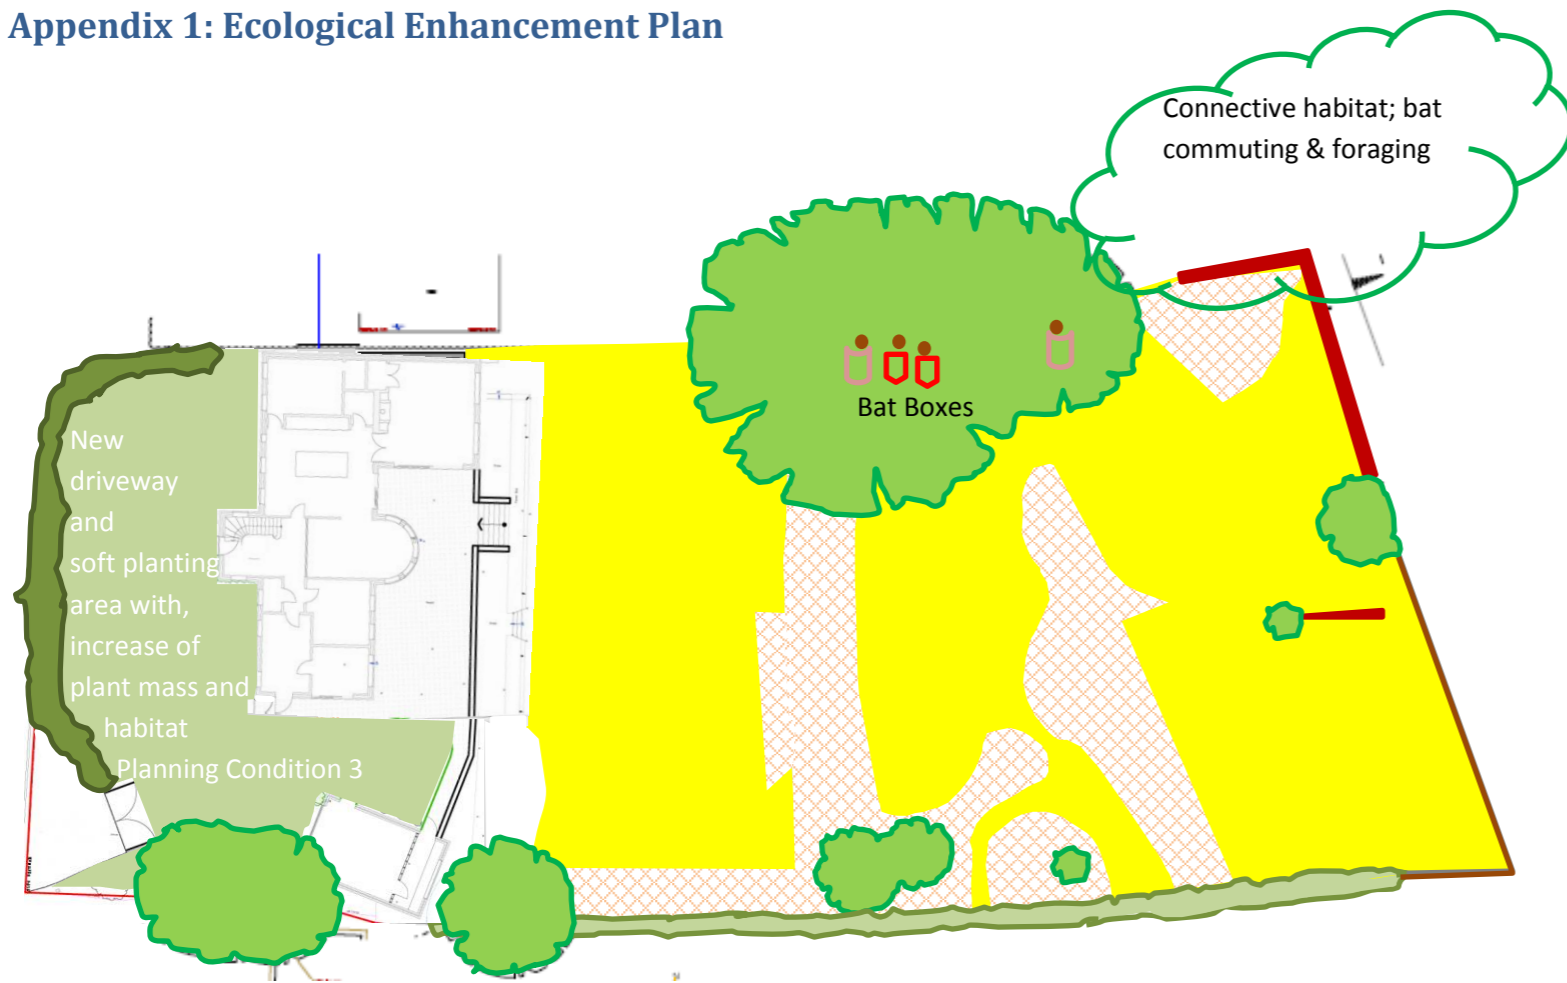 Appendix 1: Ecological Enhancement Plan
Connective habitat; bat
commuting & foraging
Bat Boxes
New
driveway
and
soft planting
area with,
increase of
plant mass and
habitat
Planning Condition 3